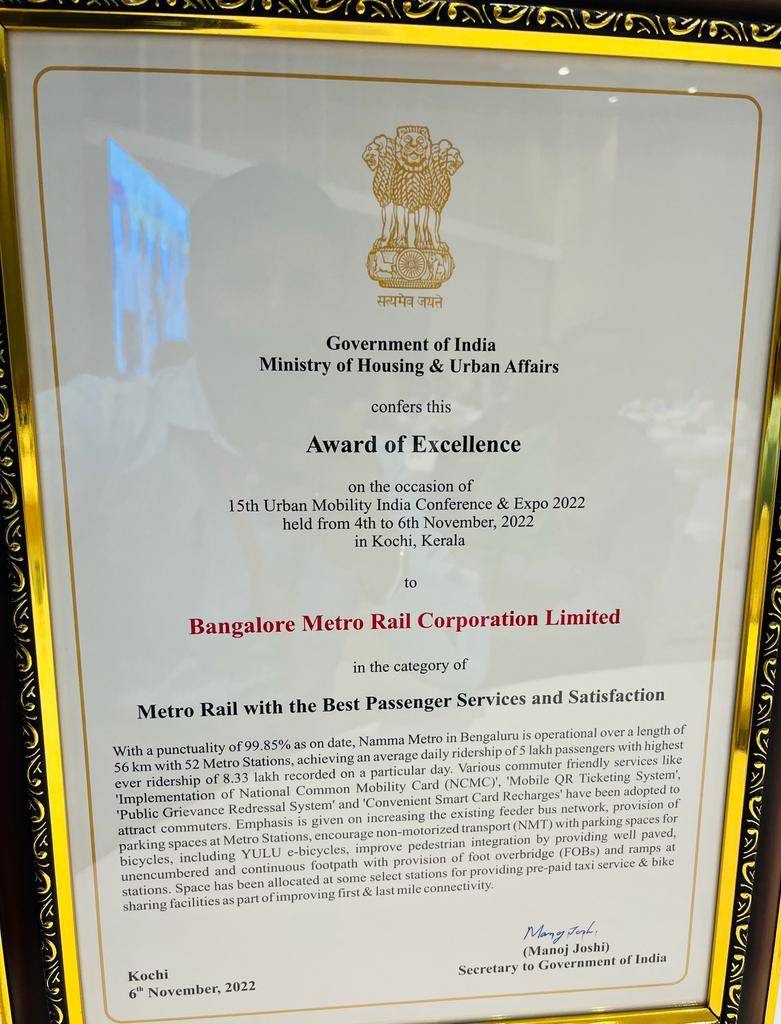 सत्यमेव जयते
Government of India
Ministry of Housing & Urban Affairs
confers this
Award of Excellence
on the occasion of
15th Urban Mobility India Conference & Expo 2022
held from 4th to 6th November, 2022
in Kochi, Kerala
to
Bangalore Metro Rail Corporation Limited
in the category of
Metro Rail with the Best Passenger Services and Satisfaction
With a punctuality of 99.85% as on date, Namma Metro in Bengaluru is operational over a length of
56 km with 52 Metro Stations, achieving an average daily ridership of 5 lakh passengers with highest
ever ridership of 8.33 lakh recorded on a particular day. Various commuter friendly services like
'Implementation of National Common Mobility Card (NCMC)', 'Mobile QR Ticketing System',
'Public Grievance Redressal System' and 'Convenient Smart Card Recharges' have been adopted to
attract commuters. Emphasis is given on increasing the existing feeder bus network, provision of
parking spaces at Metro Stations, encourage non-motorized transport (NMT) with parking spaces for
bicycles, including YULU e-bicycles, improve pedestrian integration by providing well paved,
unencumbered and continuous footpath with provision of foot overbridge (FOBs) and ramps at
stations. Space has been allocated at some select stations for providing pre-paid taxi service & bike
sharing facilities as part of improving first & last mile connectivity.
Manoj Joshi.
(Manoj Joshi)
Secretary to Government of India
Kochi
6th November, 2022